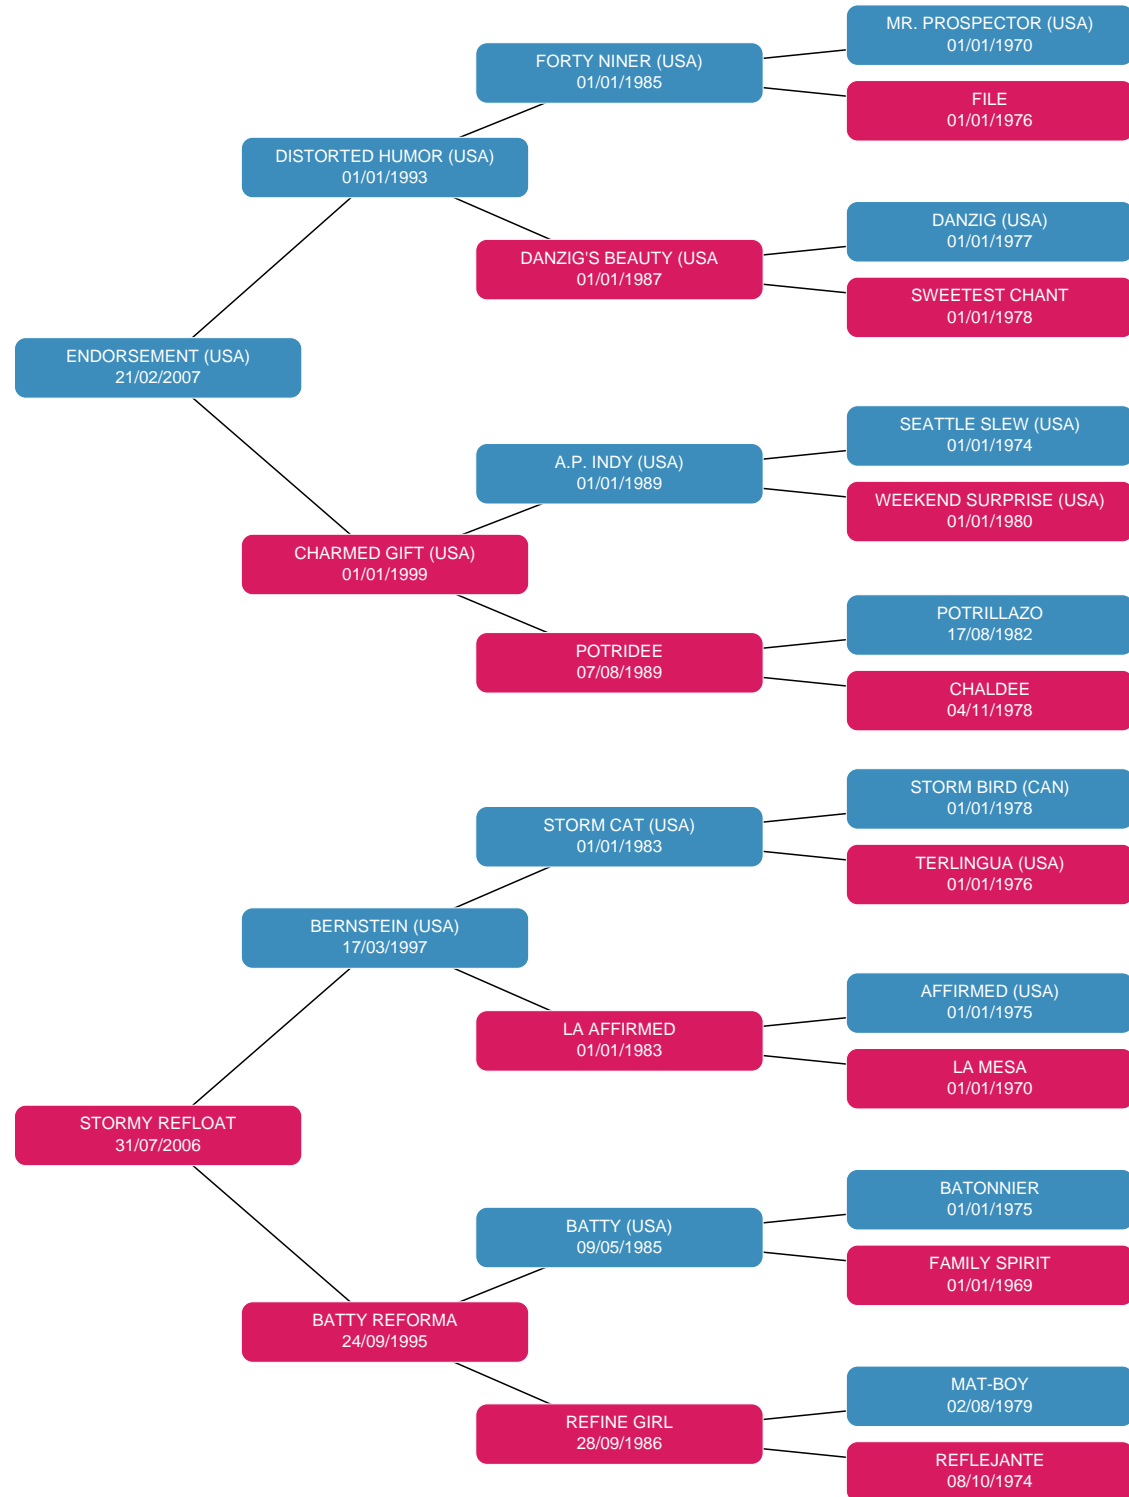 MR. PROSPECTOR (USA)
01/01/1970
FORTY NINER (USA)
01/01/1985
FILE
01/01/1976
DISTORTED HUMOR (USA)
01/01/1993
DANZIG (USA)
01/01/1977
DANZIG'S BEAUTY (USA
01/01/1987
SWEETEST CHANT
01/01/1978
ENDORSEMENT (USA)
21/02/2007
SEATTLE SLEW (USA)
01/01/1974
A.P. INDY (USA)
01/01/1989
WEEKEND SURPRISE (USA)
01/01/1980
CHARMED GIFT (USA)
01/01/1999
POTRILLAZO
17/08/1982
POTRIDEE
07/08/1989
CHALDEE
04/11/1978
STORM BIRD (CAN)
01/01/1978
STORM CAT (USA)
01/01/1983
TERLINGUA (USA)
01/01/1976
BERNSTEIN (USA)
17/03/1997
AFFIRMED (USA)
01/01/1975
LA AFFIRMED
01/01/1983
LA MESA
01/01/1970
STORMY REFLOAT
31/07/2006
BATONNIER
01/01/1975
BATTY (USA)
09/05/1985
FAMILY SPIRIT
01/01/1969
BATTY REFORMA
24/09/1995
MAT-BOY
02/08/1979
REFINE GIRL
28/09/1986
REFLEJANTE
08/10/1974